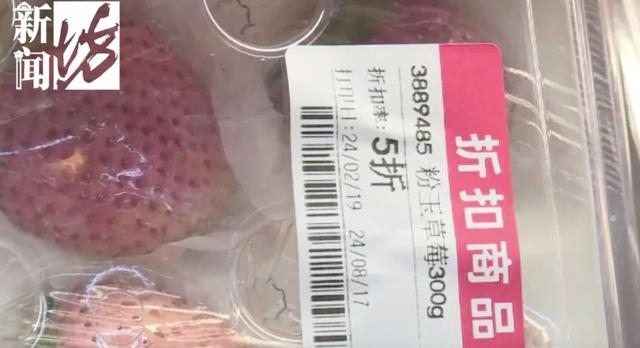 新闻坊
折扣商品
3889485 粉玉草莓300g
折扣率: 5折
打印日:24/02/19 24/08/17